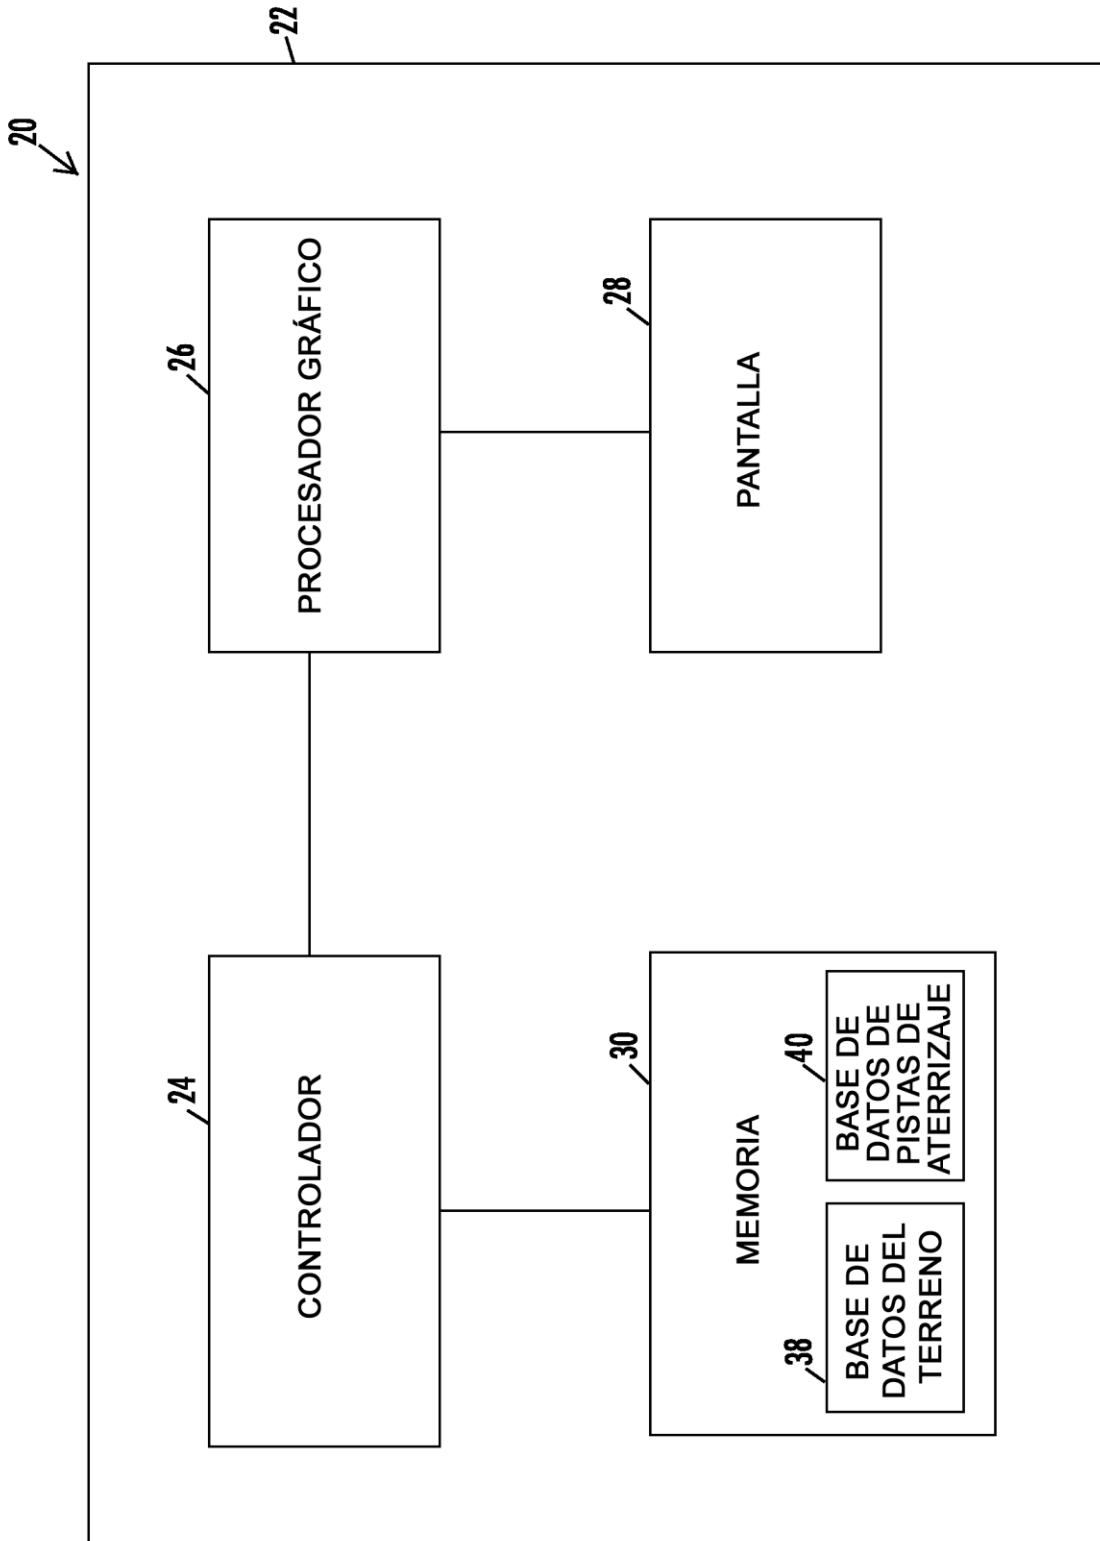 20
22
24
CONTROLADOR
26
PROCESADOR GRÁFICO
30
MEMORIA
38
BASE DE
DATOS DEL
TERRENO
40
BASE DE
DATOS DE
PISTAS DE
ATERRIZAJE
28
PANTALLA